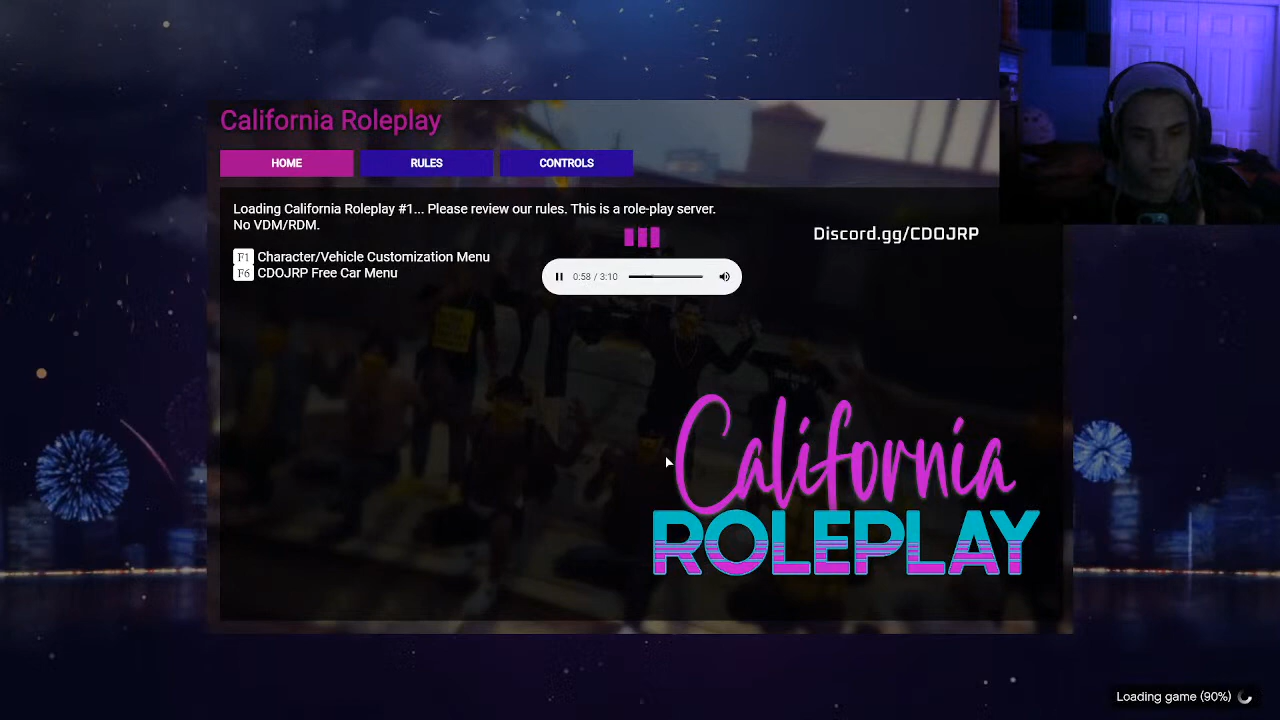 California Roleplay
HOME
RULES
CONTROLS
Loading California Roleplay #1... Please review our rules. This is a role-play server.
No VDM/RDM.
Discord.gg/CDOJRP
F1 Character/Vehicle Customization Menu
F6 CDOJRP Free Car Menu
0:58 / 3:10
California
ROLEPLAY
Loading game (90%)